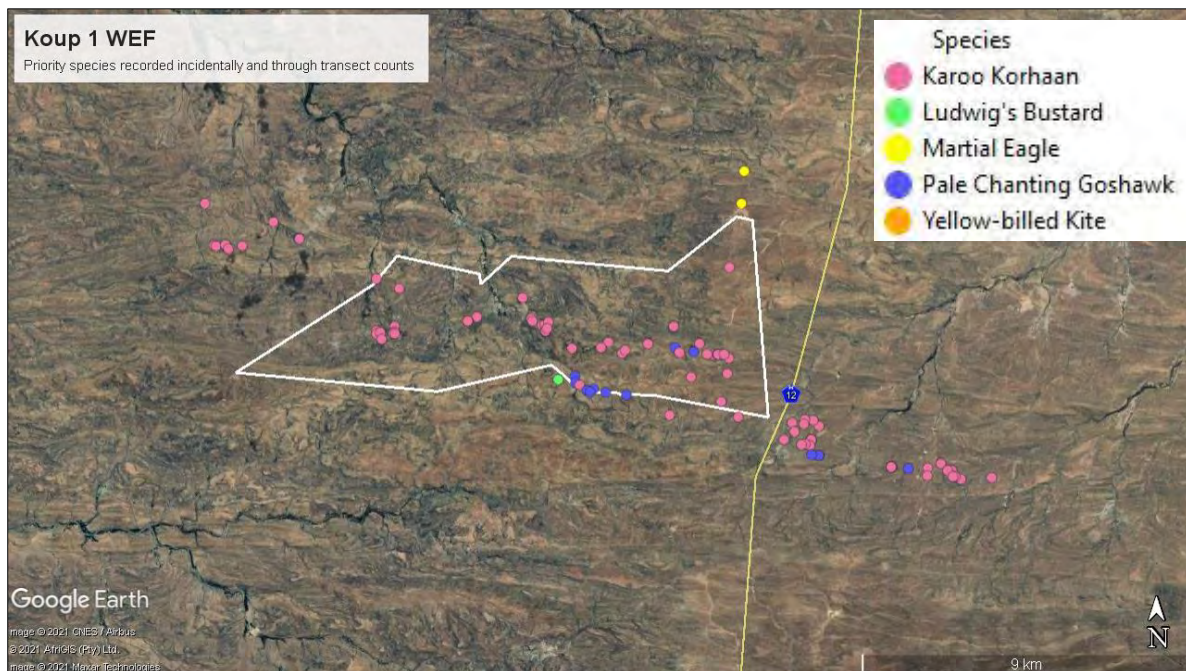 Koup 1 WEF
Priority species recorded incidentally and through transect counts
Species
Karoo Korhaan
Ludwig's Bustard
Martial Eagle
Pale Chanting Goshawk
Yellow-billed Kite
12
Google Earth
mage © 2021 CNES / Airbus
© 2021 AfriGIS (Pty) Ltd.
mage © 2021 Maxar Technologies
N
9 km